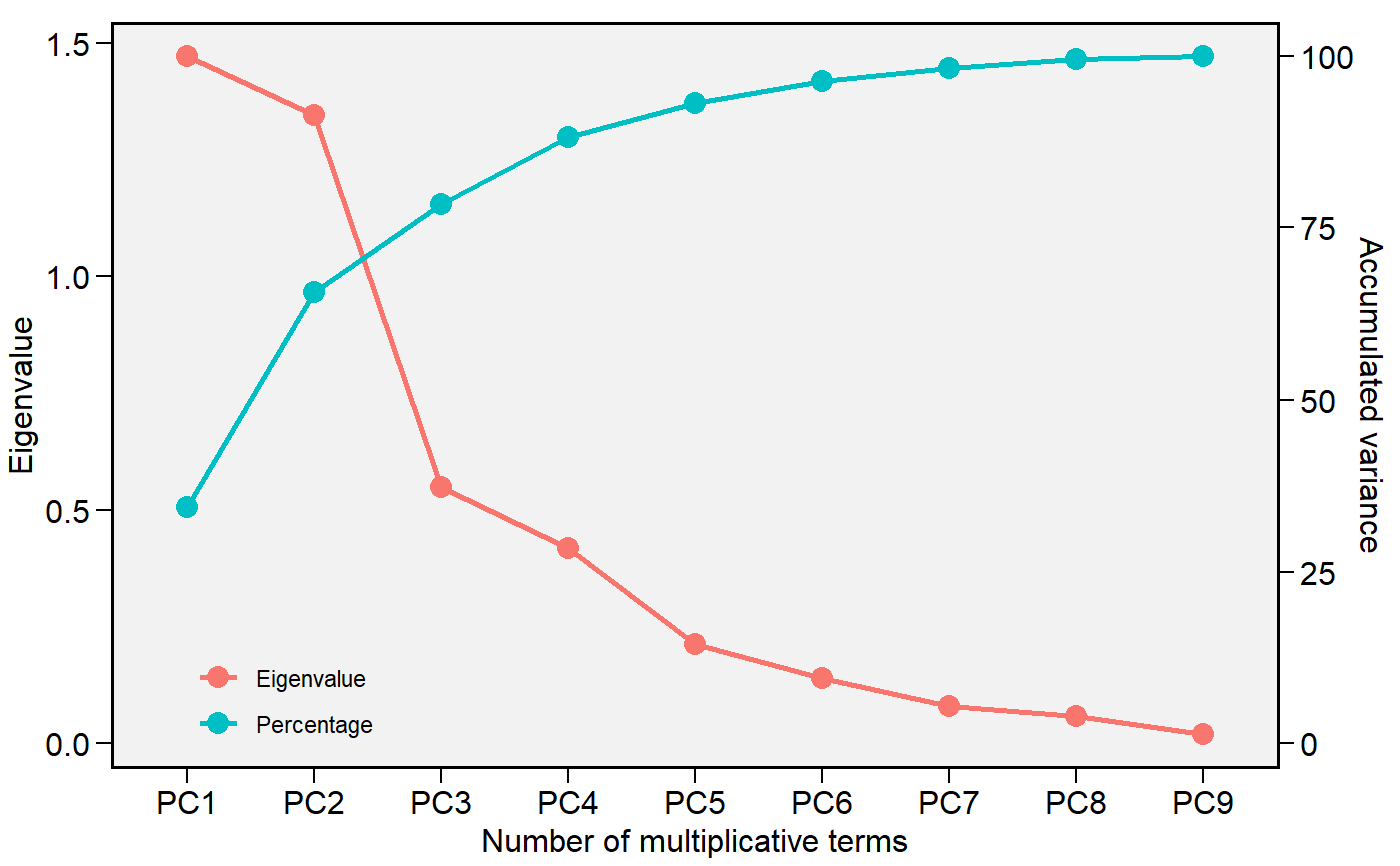 Eigenvalue
1.5
1.0
0.5
0.0
Eigenvalue
Percentage
100
75
50
25
0
Accumulated variance
PC1 PC2 PC3 PC4 PC5 PC6 PC7 PC8 PC9
Number of multiplicative terms